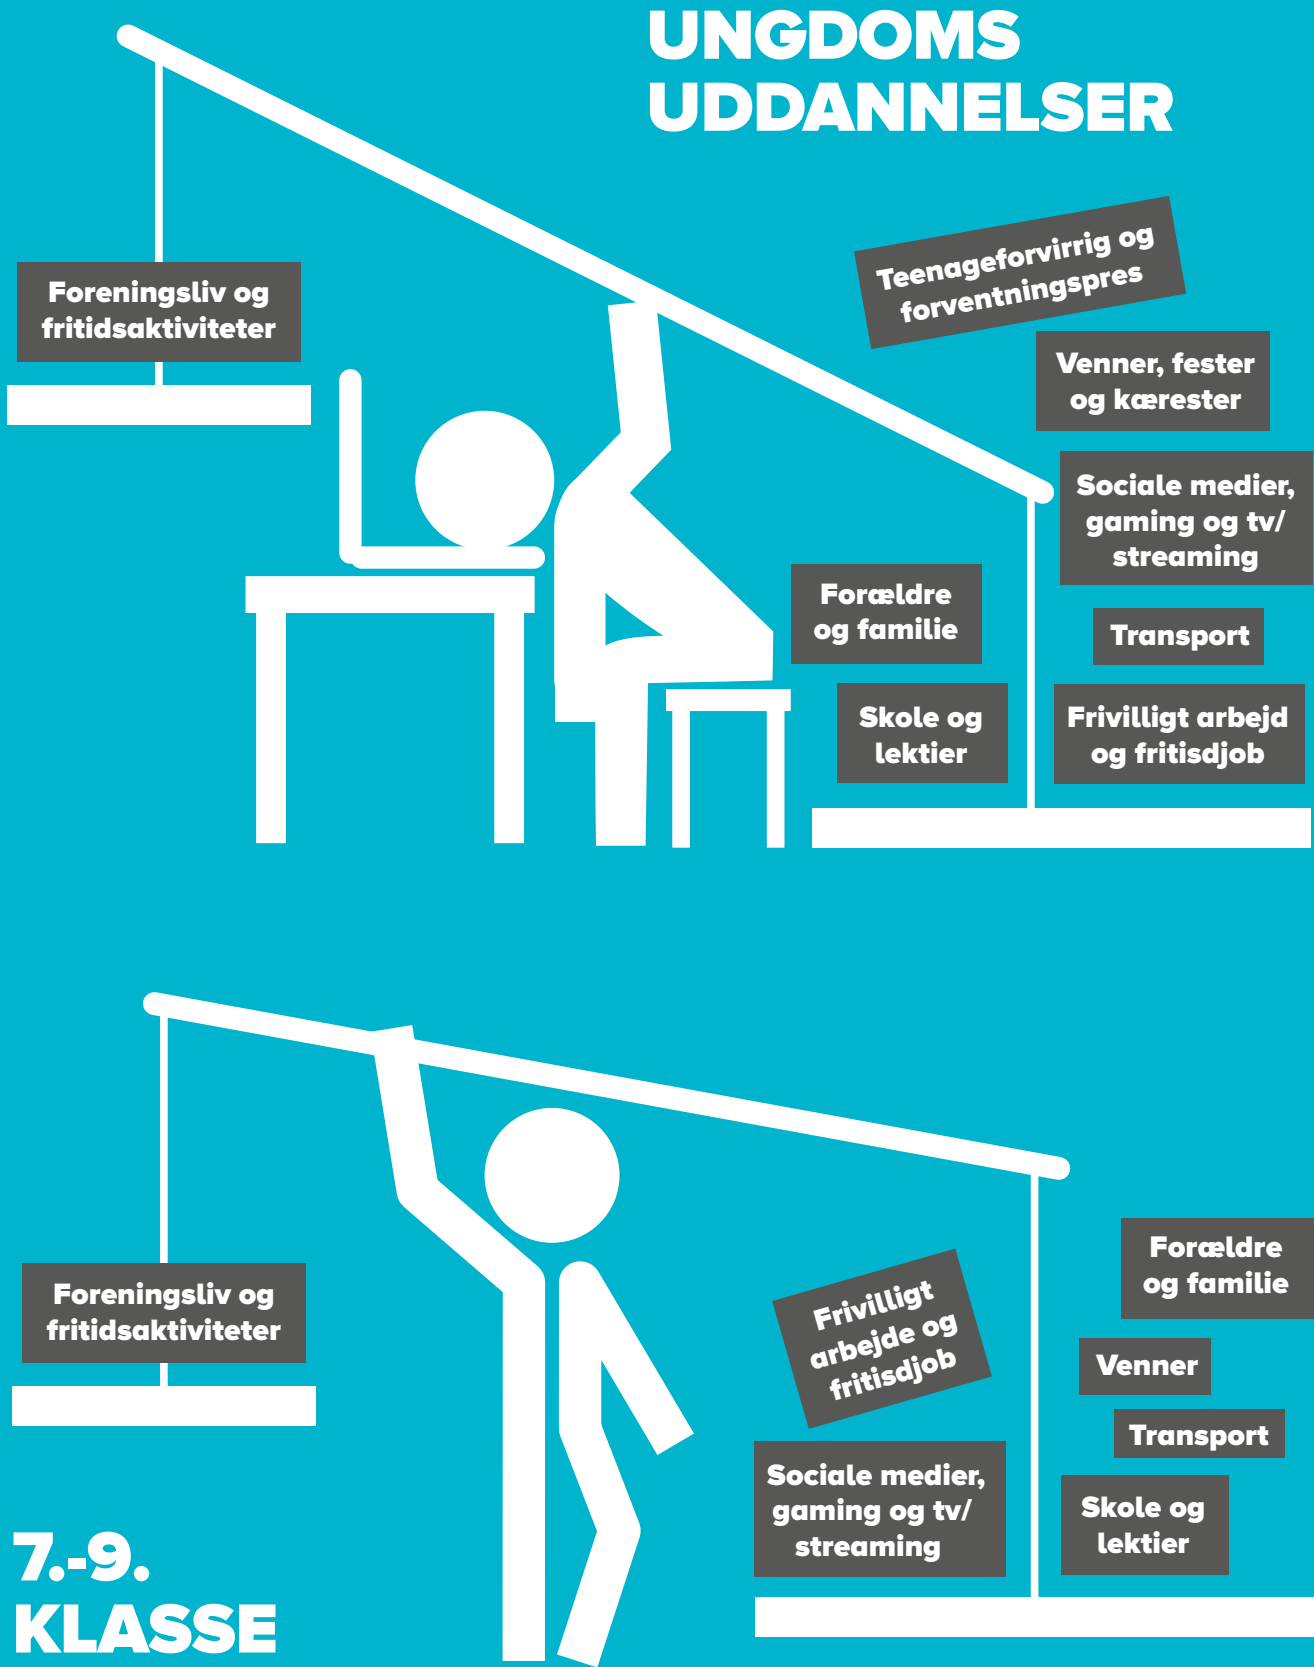 UNGDOMS
UDDANNELSER
Teenageforvirrig og
forventningspres
Foreningsliv og
fritidsaktiviteter
Venner, fester
og kærester
Sociale medier,
gaming og tv/
streaming
Forældre
og familie
Transport
Skole og
lektier
Frivilligt arbejd
og fritisdjob
Forældre
og familie
Foreningsliv og
fritidsaktiviteter
Frivilligt
arbejde og
fritisdjob
Venner
Transport
Sociale medier,
gaming og tv/
streaming
Skole og
lektier
7.-9.
KLASSE